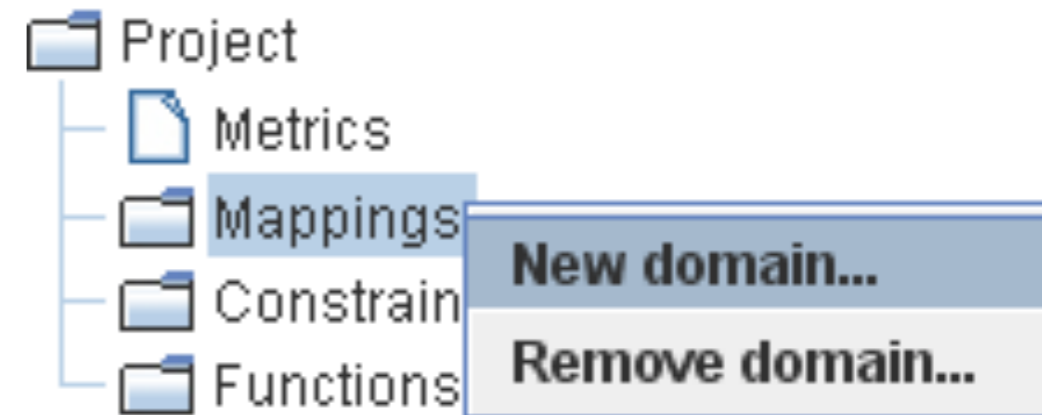 Project
Metrics
Mappings
New domain...
Constrain
Remove domain...
Functions